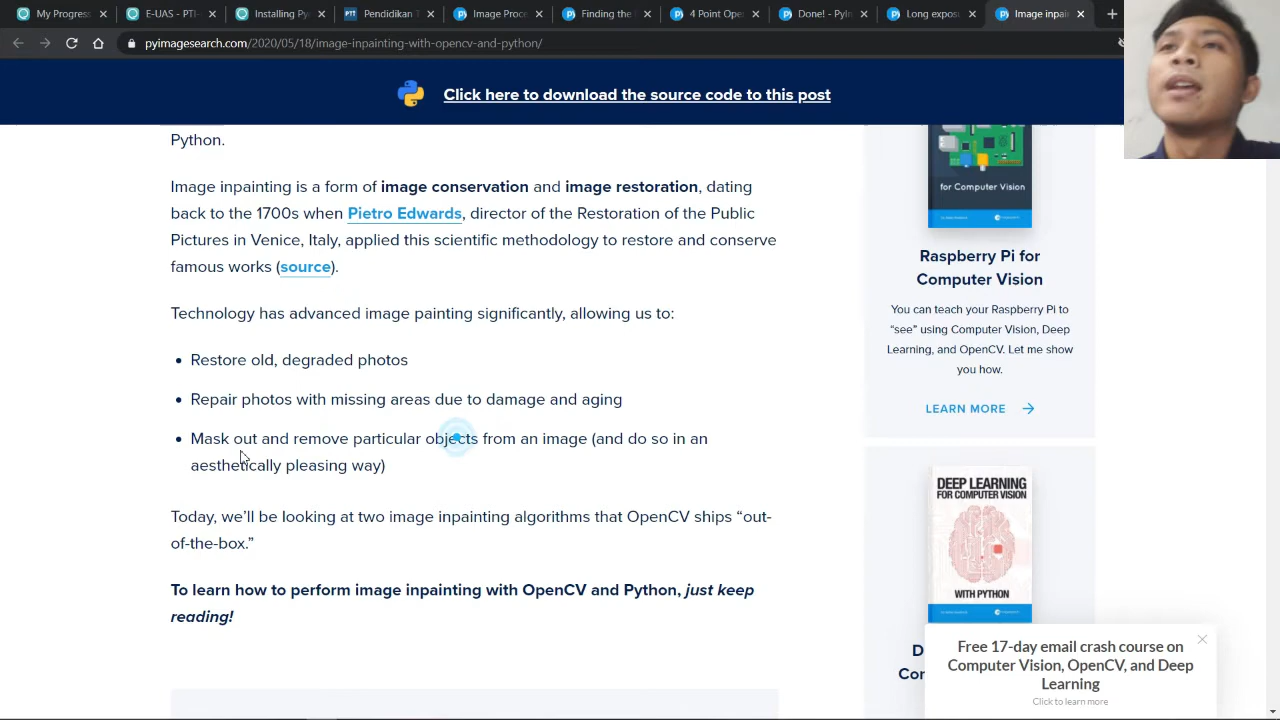 My Progress
E-UAS - PTI-
Installing Py
PTT Pendidikan T
Image Proce
Finding the
4 Point Ope
Done! - PyIn
Long exposu
Image inpain
pyimagesearch.com/2020/05/18/image-inpainting-with-opencv-and-python/
Click here to download the source code to this post
Python.
Image inpainting is a form of image conservation and image restoration, dating
back to the 1700s when Pietro Edwards, director of the Restoration of the Public
Pictures in Venice, Italy, applied this scientific methodology to restore and conserve
famous works (source).
Technology has advanced image painting significantly, allowing us to:
• Restore old, degraded photos
• Repair photos with missing areas due to damage and aging
• Mask out and remove particular objects from an image (and do so in an
aesthetically pleasing way)
Today, we’ll be looking at two image inpainting algorithms that OpenCV ships “out-
of-the-box.”
To learn how to perform image inpainting with OpenCV and Python, just keep
reading!
for Computer Vision
Raspberry Pi for
Computer Vision
You can teach your Raspberry Pi to
“see” using Computer Vision, Deep
Learning, and OpenCV. Let me show
you how.
LEARN MORE
DEEP LEARNING
FOR COMPUTER VISION
WITH PYTHON
D
Con
Free 17-day email crash course on
Computer Vision, OpenCV, and Deep
Learning
Click to learn more